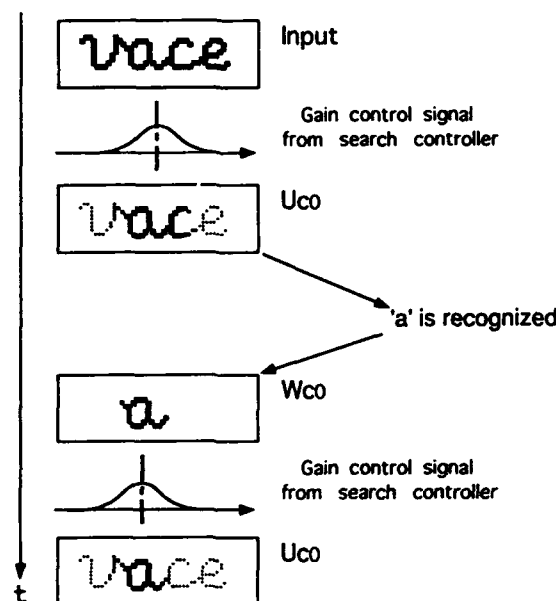 vace
Input
Gain control signal
from search controller
vace
Uco
'a' is recognized
a
Wco
Gain control signal
from search controller
vace
Uco
t